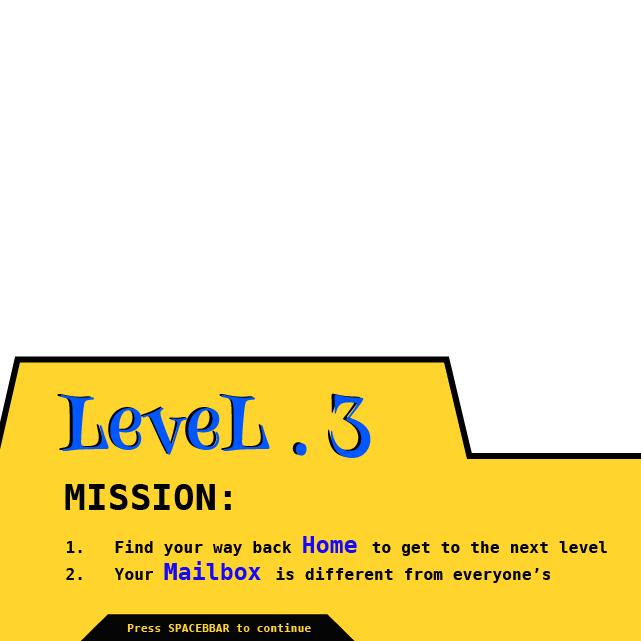 LeveL . 3
MISSION:
1. Find your way back Home to get to the next level
2. Your Mailbox is different from everyone’s
Press SPACEBBAR to continue